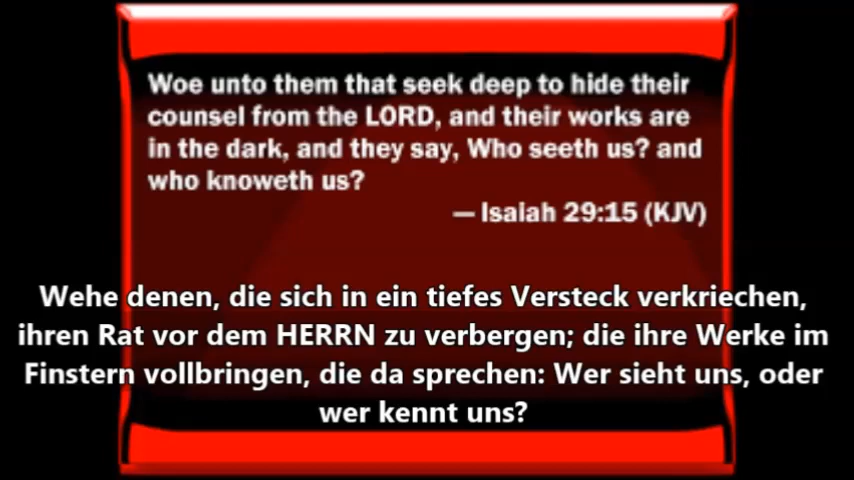 Woe unto them that seek deep to hide their
counsel from the LORD, and their works are
in the dark, and they say, Who seeth us? and
who knoweth us?
— Isaiah 29:15 (KJV)
Wehe denen, die sich in ein tiefes Versteck verkriechen,
ihren Rat vor dem HERRN zu verbergen; die ihre Werke im
Finstern vollbringen, die da sprechen: Wer sieht uns, oder
wer kennt uns?